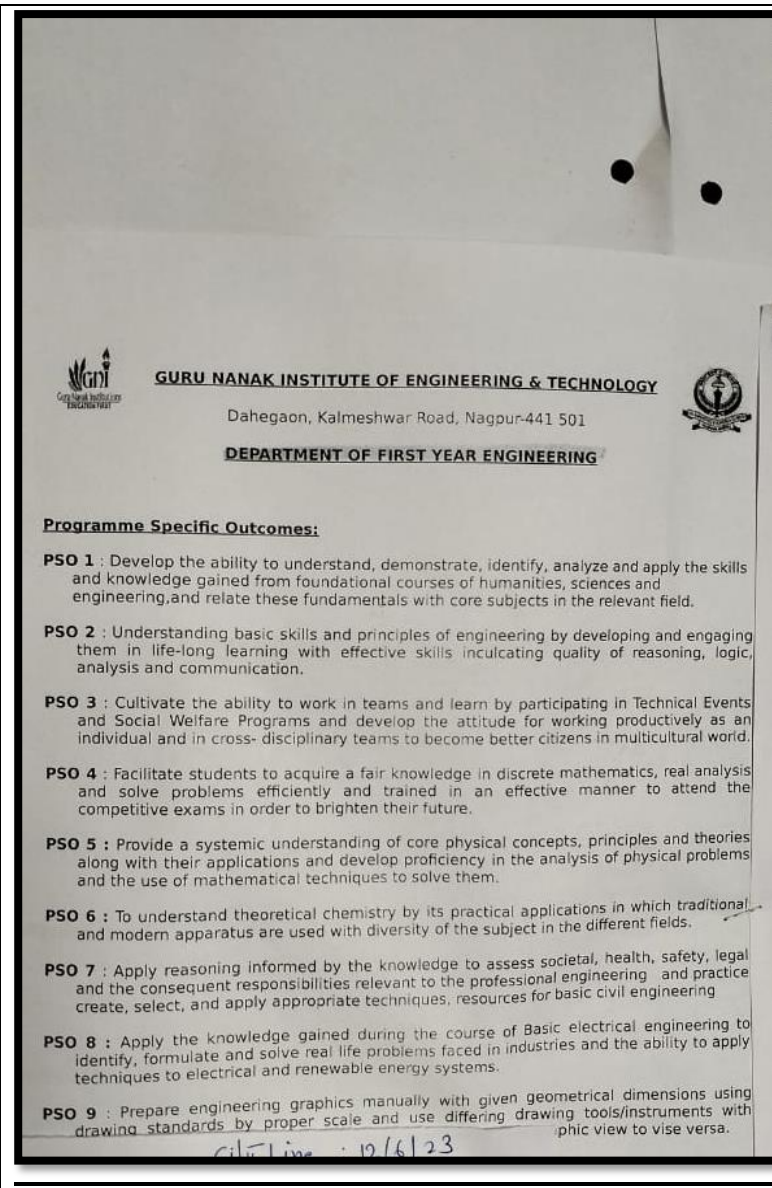 GNI
Guru Nanak Institutions
EDUCATION FIRST
GURU NANAK INSTITUTE OF ENGINEERING & TECHNOLOGY
Dahegaon, Kalmeshwar Road, Nagpur-441 501
DEPARTMENT OF FIRST YEAR ENGINEERING
Programme Specific Outcomes:
PSO 1 : Develop the ability to understand, demonstrate, identify, analyze and apply the skills
and knowledge gained from foundational courses of humanities, sciences and
engineering,and relate these fundamentals with core subjects in the relevant field.
PSO 2 : Understanding basic skills and principles of engineering by developing and engaging
them in life-long learning with effective skills inculcating quality of reasoning, logic,
analysis and communication.
PSO 3 : Cultivate the ability to work in teams and learn by participating in Technical Events
and Social Welfare Programs and develop the attitude for working productively as an
individual and in cross- disciplinary teams to become better citizens in multicultural world.
PSO 4 : Facilitate students to acquire a fair knowledge in discrete mathematics, real analysis
and solve problems efficiently and trained in an effective manner to attend the
competitive exams in order to brighten their future.
PSO 5 : Provide a systemic understanding of core physical concepts, principles and theories
along with their applications and develop proficiency in the analysis of physical problems
and the use of mathematical techniques to solve them.
PSO 6 : To understand theoretical chemistry by its practical applications in which traditional
and modern apparatus are used with diversity of the subject in the different fields.
PSO 7 : Apply reasoning informed by the knowledge to assess societal, health, safety, legal
and the consequent responsibilities relevant to the professional engineering and practice
create, select, and apply appropriate techniques, resources for basic civil engineering
PSO 8 : Apply the knowledge gained during the course of Basic electrical engineering to
identify, formulate and solve real life problems faced in industries and the ability to apply
techniques to electrical and renewable energy systems.
PSO 9 : Prepare engineering graphics manually with given geometrical dimensions using
drawing standards by proper scale and use differing drawing tools/instruments with
phic view to vise versa.
City Line : 12/6/23